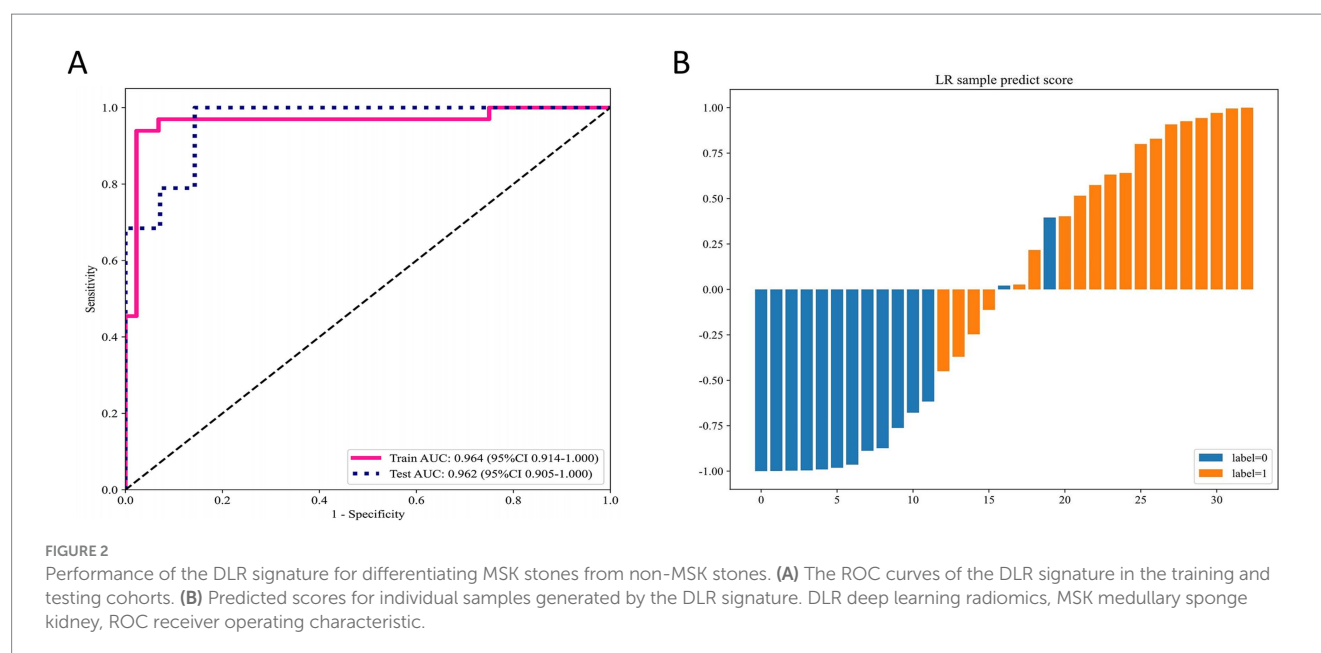 A
1.0
0.8
0.6
0.4
0.2
0.0
Sensitivity
0.0
0.2
0.4
0.6
0.8
1.0
1 - Specificity
Train AUC: 0.964 (95%CI 0.914-1.000)
Test AUC: 0.962 (95%CI 0.905-1.000)
B
LR sample predict score
1.00
0.75
0.50
0.25
0.00
-0.25
-0.50
-0.75
-1.00
0
5
10
15
20
25
30
label=0
label=1
FIGURE 2
Performance of the DLR signature for differentiating MSK stones from non-MSK stones. (A) The ROC curves of the DLR signature in the training and
testing cohorts. (B) Predicted scores for individual samples generated by the DLR signature. DLR deep learning radiomics, MSK medullary sponge
kidney, ROC receiver operating characteristic.